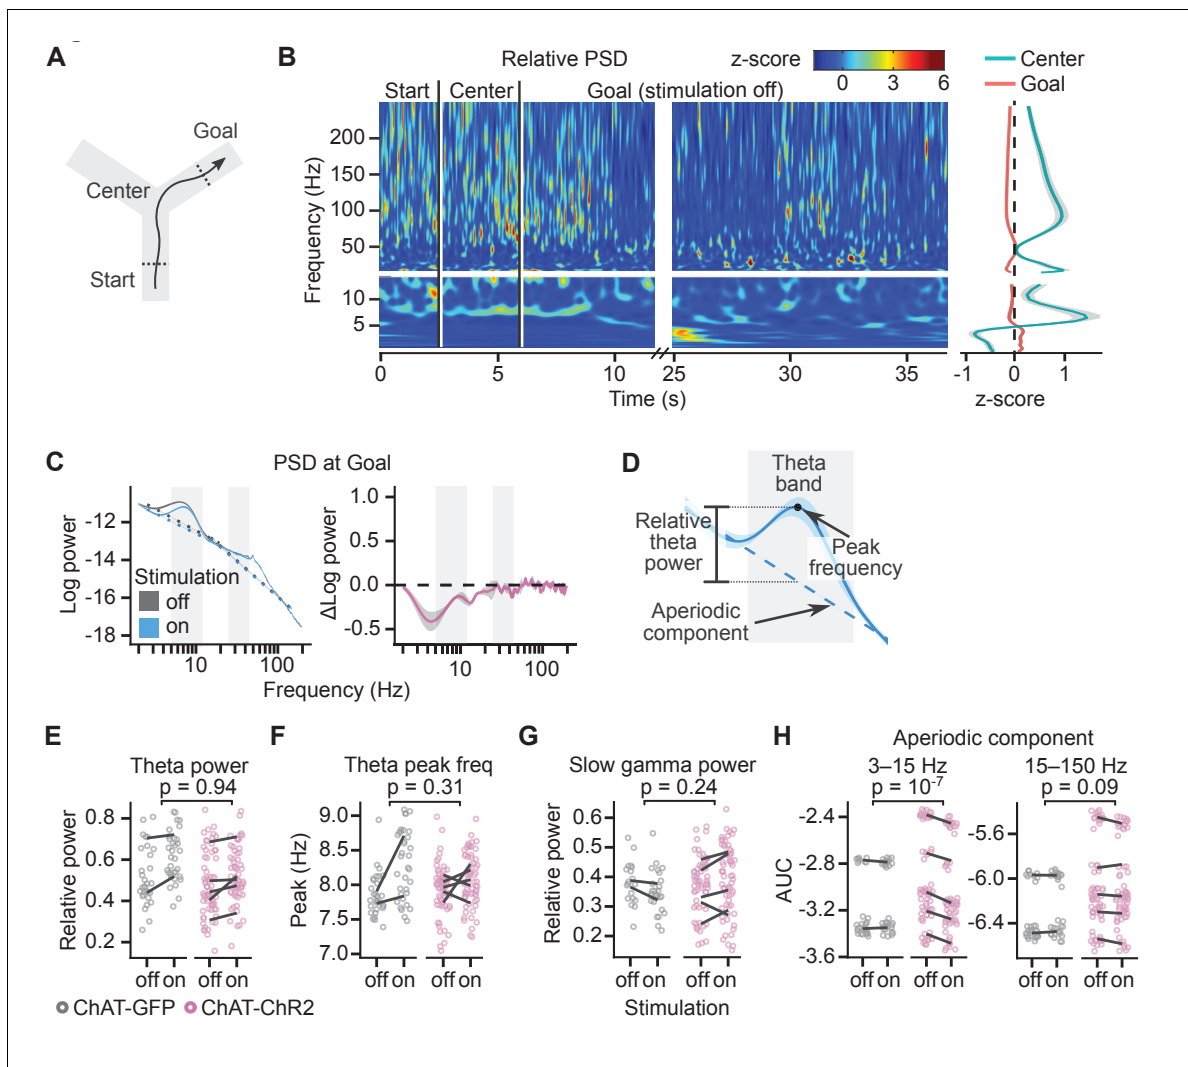 A
Goal
Center
Start
B
Relative PSD
z-score
0
3
6
Center
Goal
Start
Center
Goal (stimulation off)
Frequency (Hz)
200
150
100
50
10
5
0
5
10
25
30
35
Time (s)
-1
0
1
z-score
C
PSD at Goal
Log power
-12
-14
-16
-18
Stimulation
off
on
10
100
ΔLog power
1.0
0.5
0.0
-0.5
10
100
Frequency (Hz)
D
Theta
band
Relative
theta
power
Peak
frequency
Aperiodic
component
E
Theta power
p = 0.94
Relative power
0.8
0.6
0.4
0.2
off on
off on
F
Theta peak freq
p = 0.31
Peak (Hz)
9.0
8.5
8.0
7.5
7.0
off on
off on
G
Slow gamma power
p = 0.24
Relative power
0.6
0.5
0.4
0.3
0.2
off on
off on
Stimulation
H
Aperiodic component
3–15 Hz
p = 10-7
AUC
-2.4
-2.8
-3.2
-3.6
off on
off on
15–150 Hz
p = 0.09
-5.6
-6.0
-6.4
off on
off on
ChAT-GFP
ChAT-ChR2